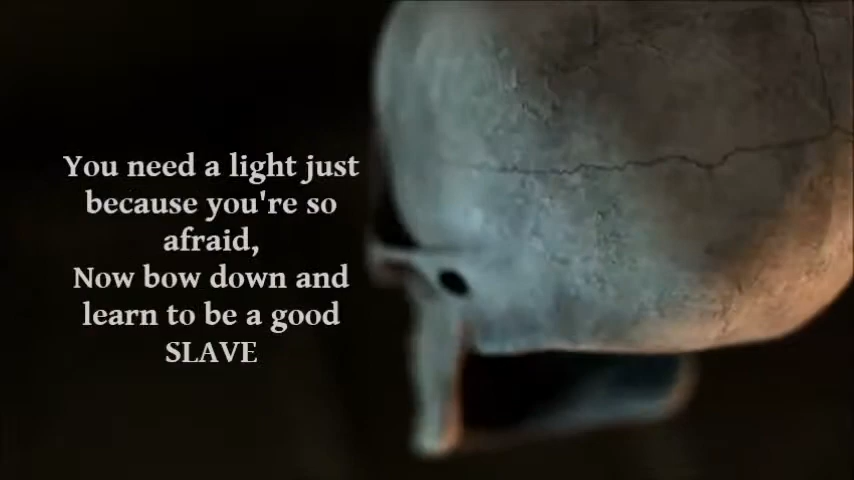 You need a light just
because you're so
afraid,
Now bow down and
learn to be a good
SLAVE